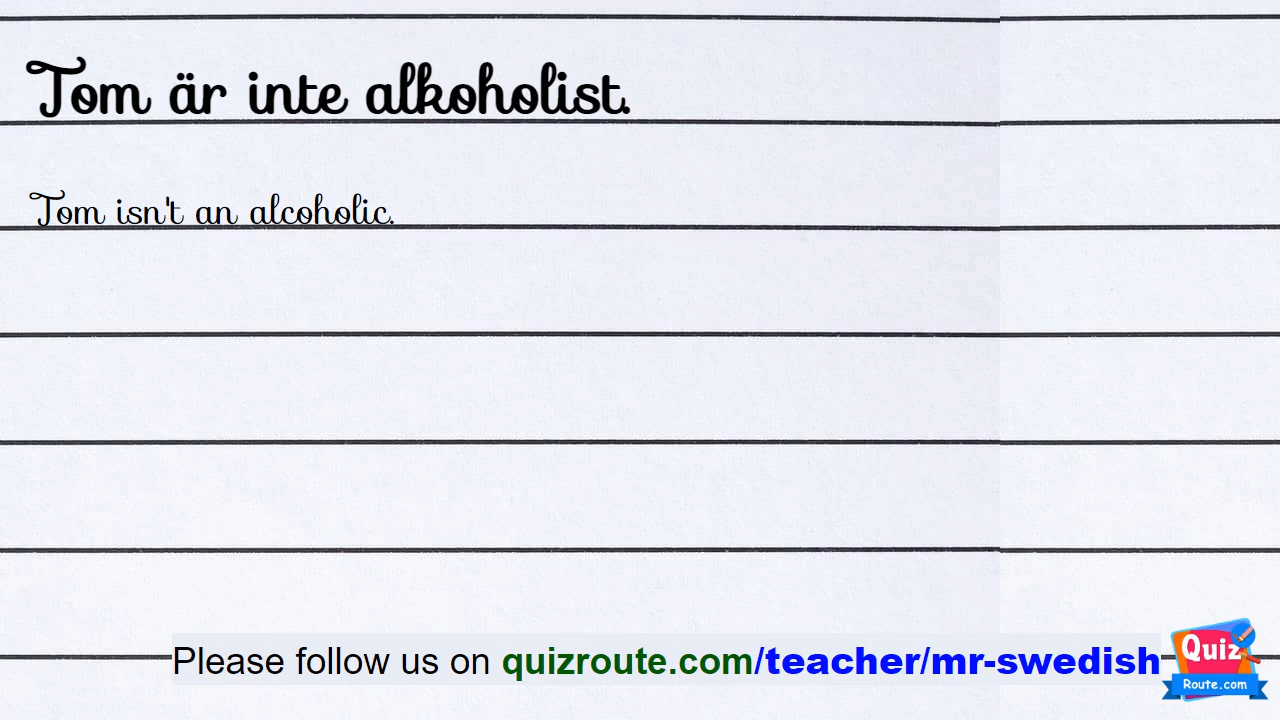 Tom är inte alkoholist.
Tom isn't an alcoholic.
Please follow us on quizroute.com/teacher/mr-swedish
Quiz
Route.com